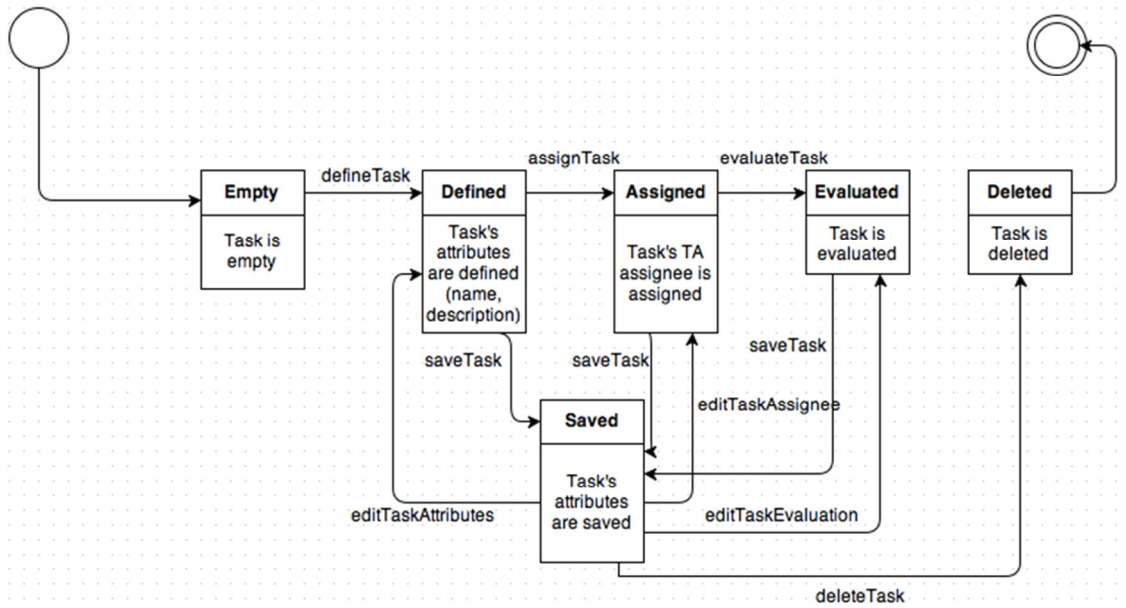 assignTask
evaluateTask
defineTask
Empty
Task is
empty
Defined
Task's
attributes
are defined
(name,
description)
Assigned
Task's TA
assignee is
assigned
Evaluated
Task is
evaluated
Deleted
Task is
deleted
saveTask
saveTask
saveTask
editTaskAssignee
Saved
Task's
attributes
are saved
editTaskAttributes
editTaskEvaluation
deleteTask